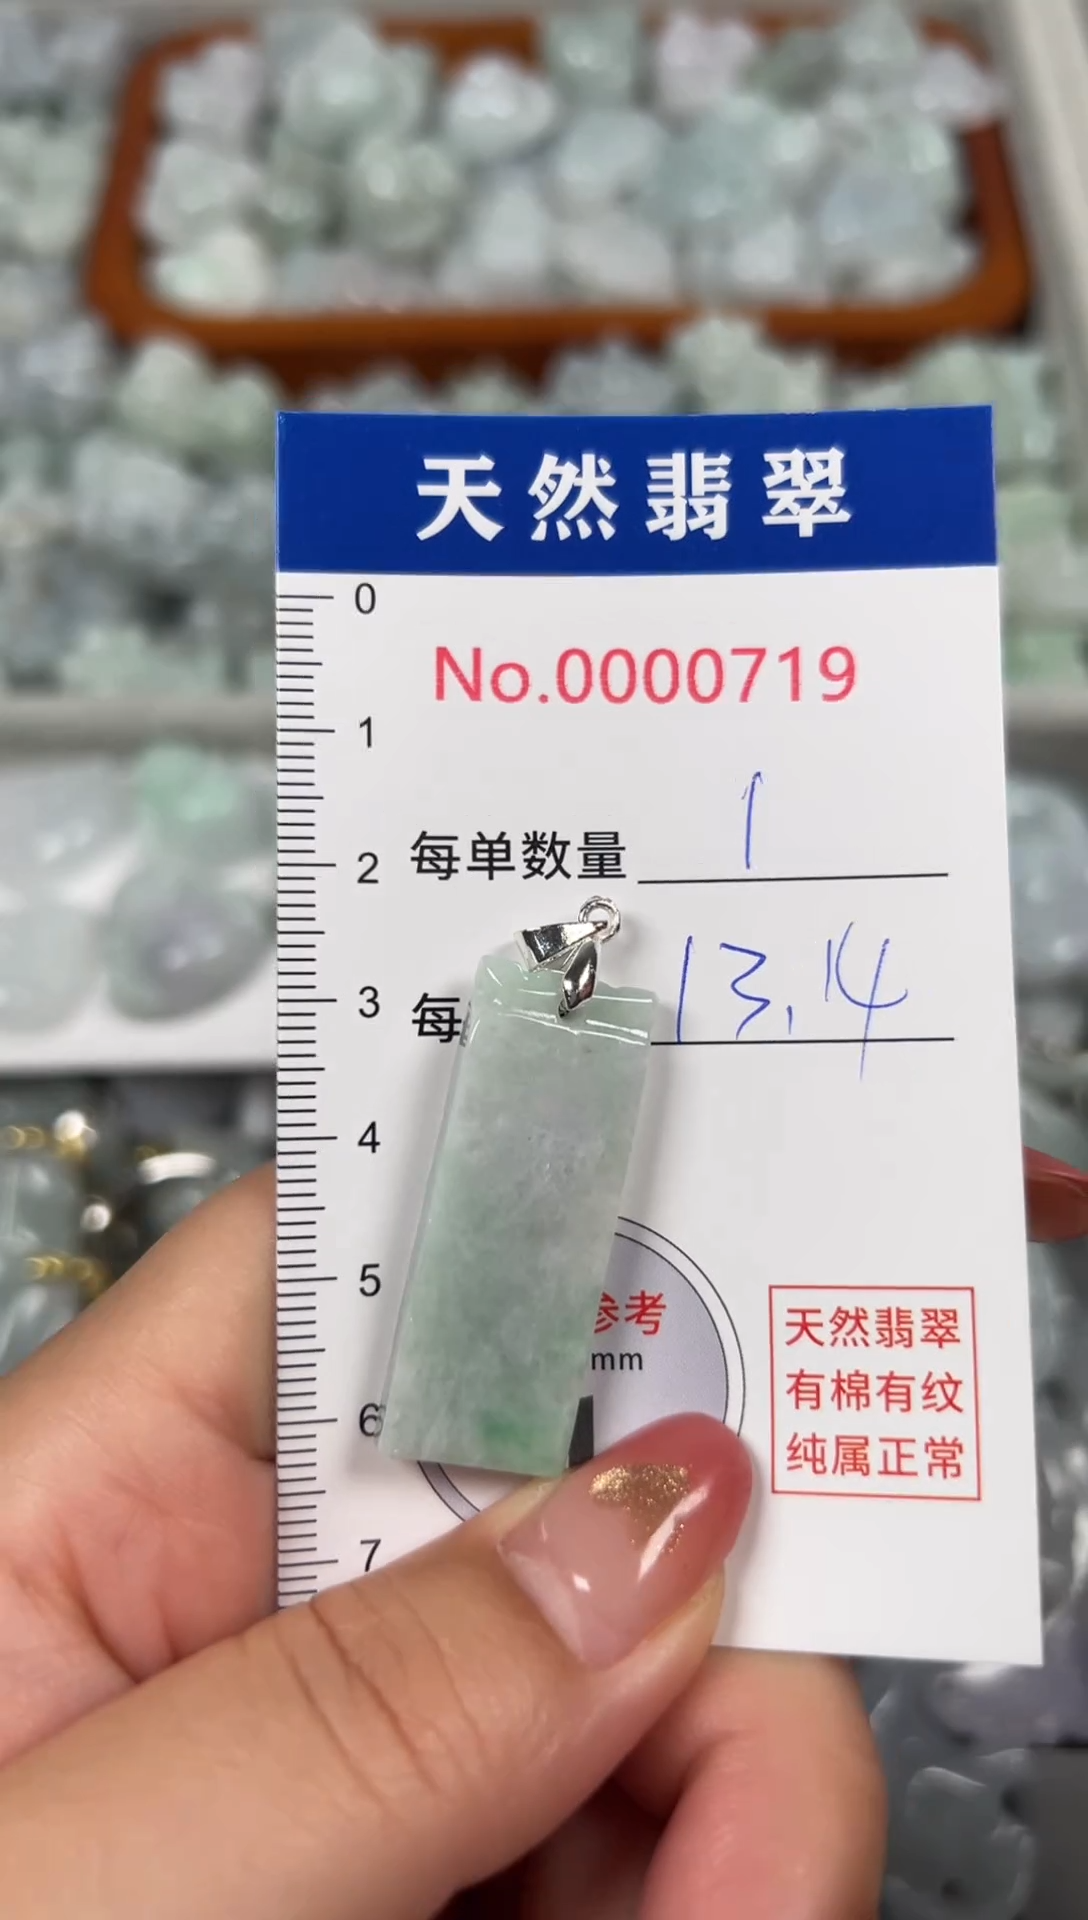 天然翡翠
0
No.0000719
1
每单数量 1
2
每 13.14
3
4
5
参考
mm
天然翡翠
有棉有纹
纯属正常
6
7